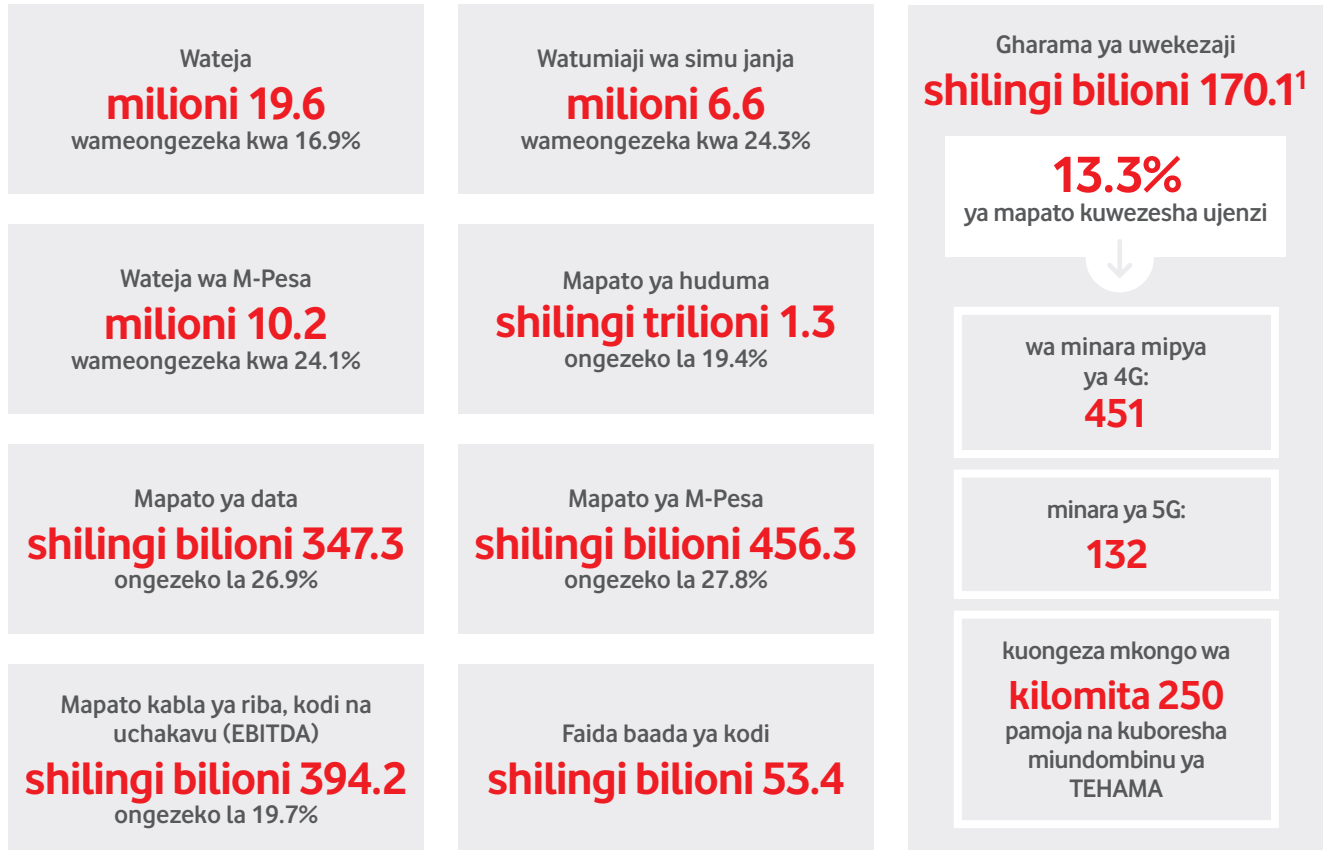 Wateja
milioni 19.6
wameongezeka kwa 16.9%
Watumiaji wa simu janja
milioni 6.6
wameongezeka kwa 24.3%
Wateja wa M-Pesa
milioni 10.2
wameongezeka kwa 24.1%
Mapato ya huduma
shilingi trilioni 1.3
ongezeko la 19.4%
Mapato ya data
shilingi bilioni 347.3
ongezeko la 26.9%
Mapato ya M-Pesa
shilingi bilioni 456.3
ongezeko la 27.8%
Mapato kabla ya riba, kodi na
uchakavu (EBITDA)
shilingi bilioni 394.2
ongezeko la 19.7%
Faida baada ya kodi
shilingi bilioni 53.4
Gharama ya uwekezaji
shilingi bilioni 170.1¹
13.3%
ya mapato kuwezesha ujenzi
wa minara mipya
ya 4G:
451
minara ya 5G:
132
kuongeza mkongo wa
kilomita 250
pamoja na kuboresha
miundombinu ya
TEHAMA